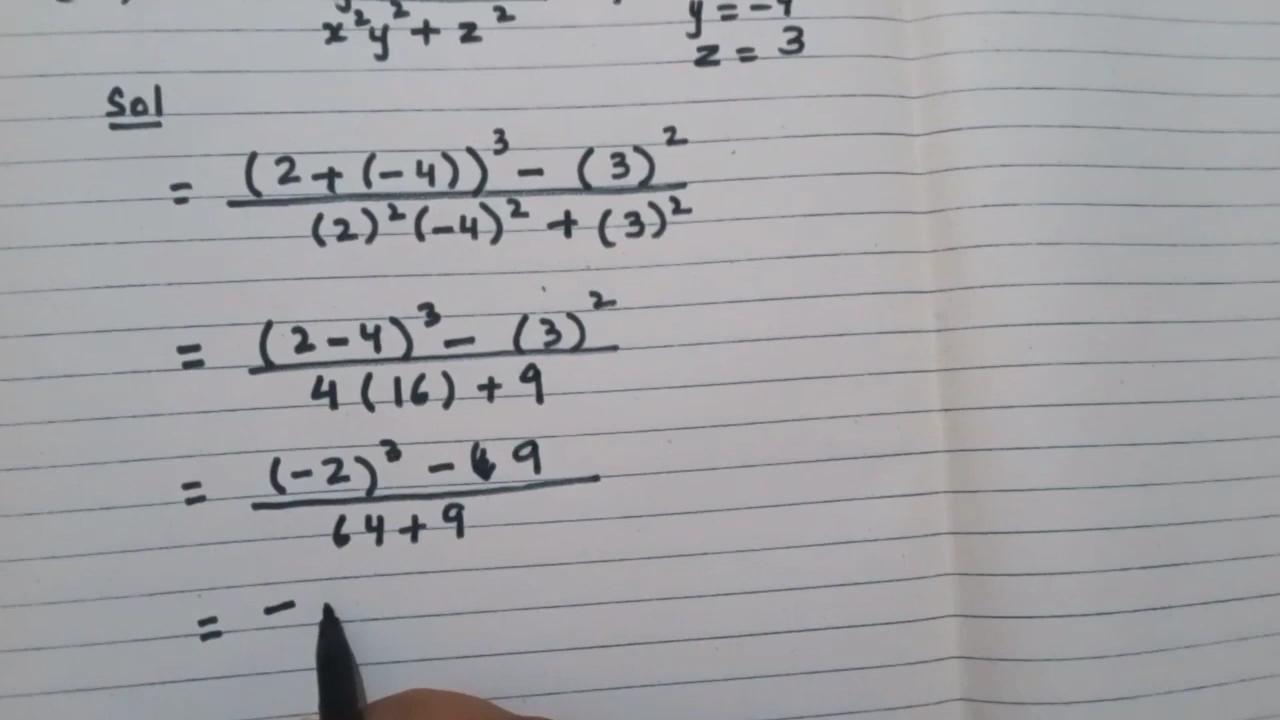 x²y² + z²
y = -4
z = 3
Sol
= (2 + (-4))³ - (3)²
(2)² (-4)² + (3)²
= (2 - 4)³ - (3)²
4 (16) + 9
= (-2)³ - 9
64 + 9
= -